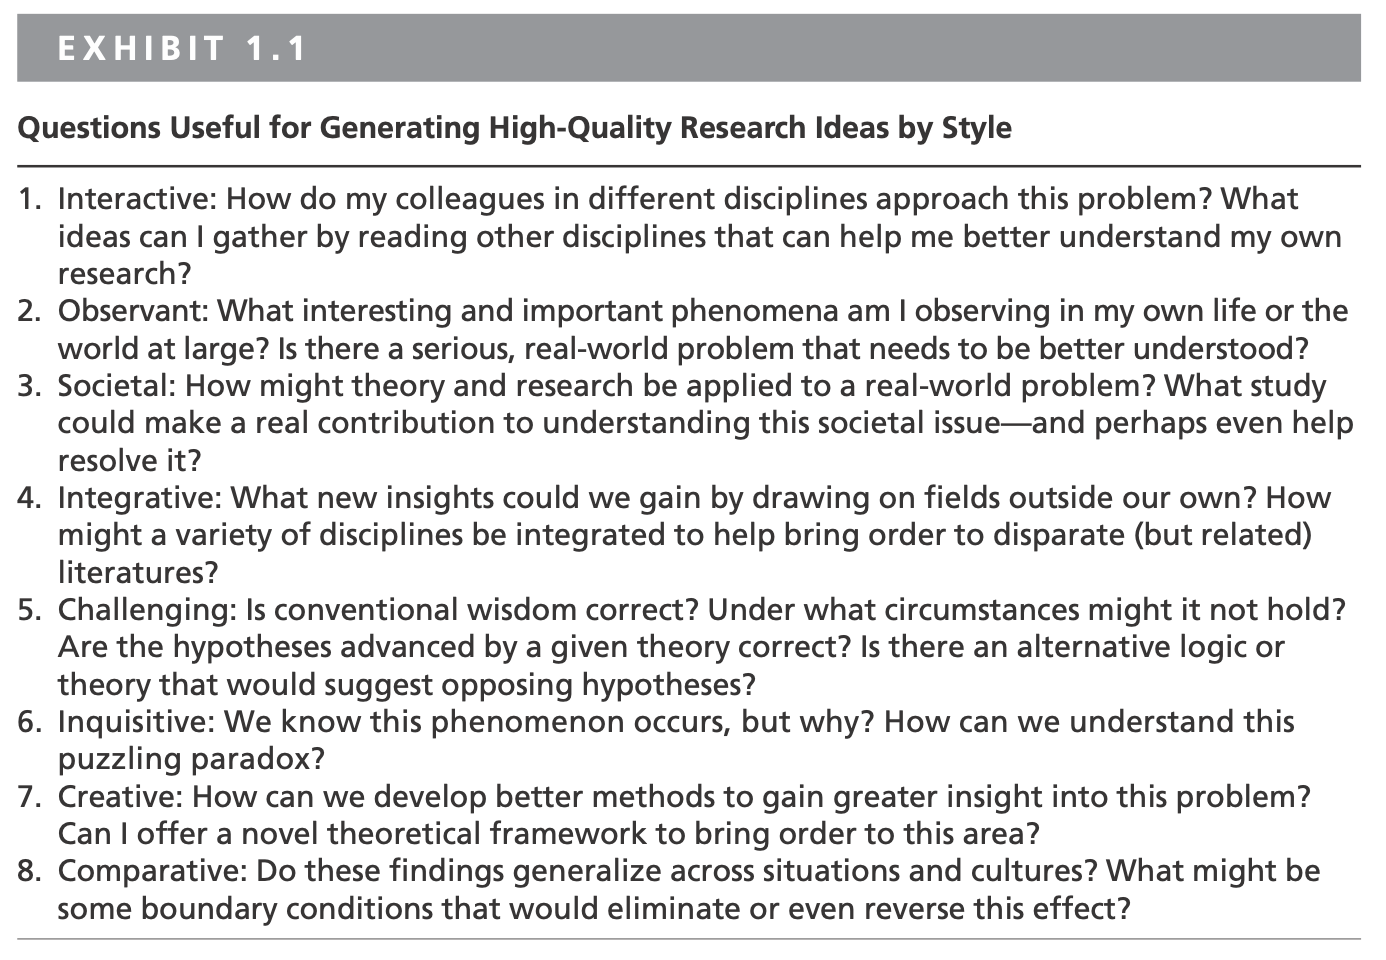 EXHIBIT 1.1
Questions Useful for Generating High-Quality Research Ideas by Style
1. Interactive: How do my colleagues in different disciplines approach this problem? What
ideas can I gather by reading other disciplines that can help me better understand my own
research?
2. Observant: What interesting and important phenomena am I observing in my own life or the
world at large? Is there a serious, real-world problem that needs to be better understood?
3. Societal: How might theory and research be applied to a real-world problem? What study
could make a real contribution to understanding this societal issue—and perhaps even help
resolve it?
4. Integrative: What new insights could we gain by drawing on fields outside our own? How
might a variety of disciplines be integrated to help bring order to disparate (but related)
literatures?
5. Challenging: Is conventional wisdom correct? Under what circumstances might it not hold?
Are the hypotheses advanced by a given theory correct? Is there an alternative logic or
theory that would suggest opposing hypotheses?
6. Inquisitive: We know this phenomenon occurs, but why? How can we understand this
puzzling paradox?
7. Creative: How can we develop better methods to gain greater insight into this problem?
Can I offer a novel theoretical framework to bring order to this area?
8. Comparative: Do these findings generalize across situations and cultures? What might be
some boundary conditions that would eliminate or even reverse this effect?